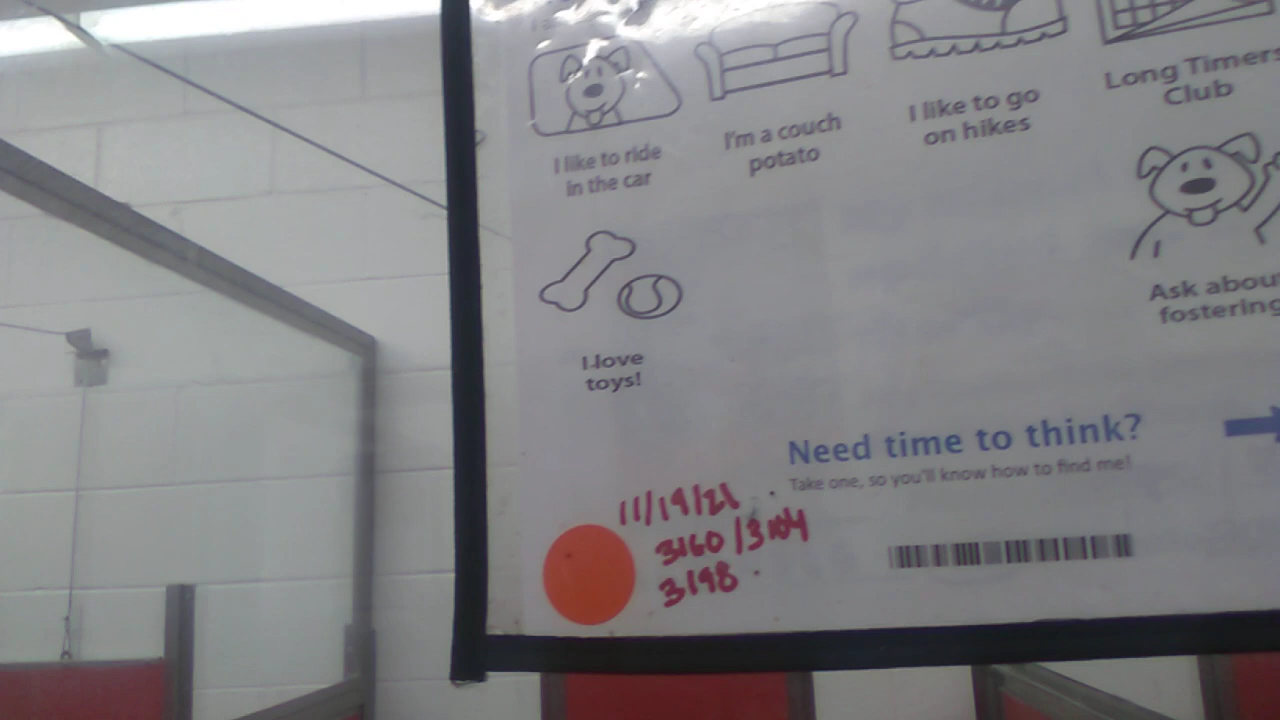 I like to ride
in the car
I'm a couch
potato
I like to go
on hikes
Long Timers
Club
I love
toys!
Ask abou
fostering
Need time to think?
Take one, so you'll know how to find me!
11/19/21
3160/3104
3198